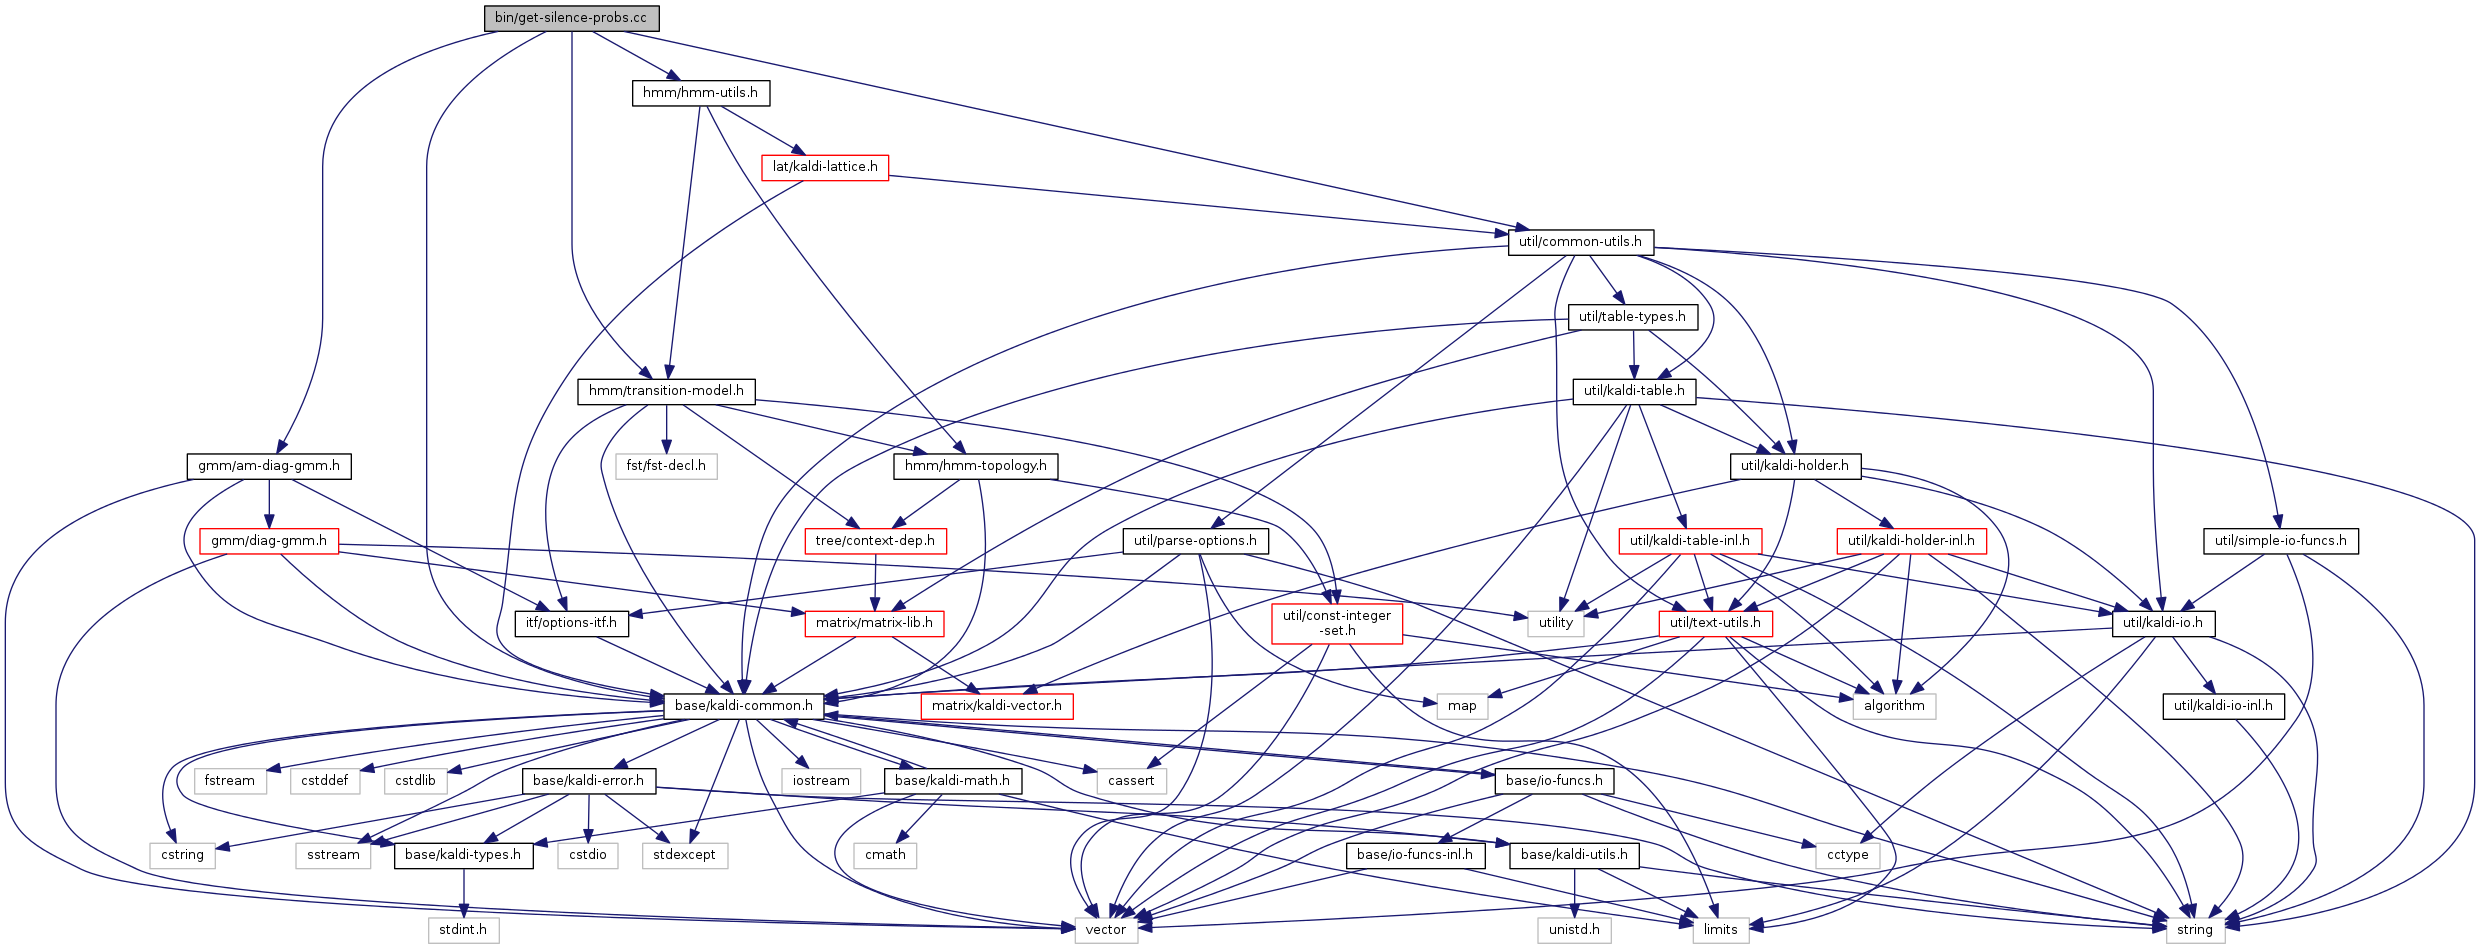 bin/get-silence-probs.cc
hmm/hmm-utils.h
lat/kaldi-lattice.h
util/common-utils.h
util/table-types.h
hmm/transition-model.h
util/kaldi-table.h
gmm/am-diag-gmm.h
fst/fst-decl.h
hmm/hmm-topology.h
util/kaldi-holder.h
gmm/diag-gmm.h
tree/context-dep.h
util/parse-options.h
util/kaldi-table-inl.h
util/kaldi-holder-inl.h
util/simple-io-funcs.h
itf/options-itf.h
matrix/matrix-lib.h
util/const-integer
-set.h
utility
util/text-utils.h
util/kaldi-io.h
base/kaldi-common.h
matrix/kaldi-vector.h
map
algorithm
util/kaldi-io-inl.h
fstream
cstddef
cstdlib
base/kaldi-error.h
iostream
base/kaldi-math.h
cassert
base/io-funcs.h
cstring
sstream
base/kaldi-types.h
cstdio
stdexcept
cmath
base/io-funcs-inl.h
base/kaldi-utils.h
cctype
stdint.h
vector
unistd.h
limits
string